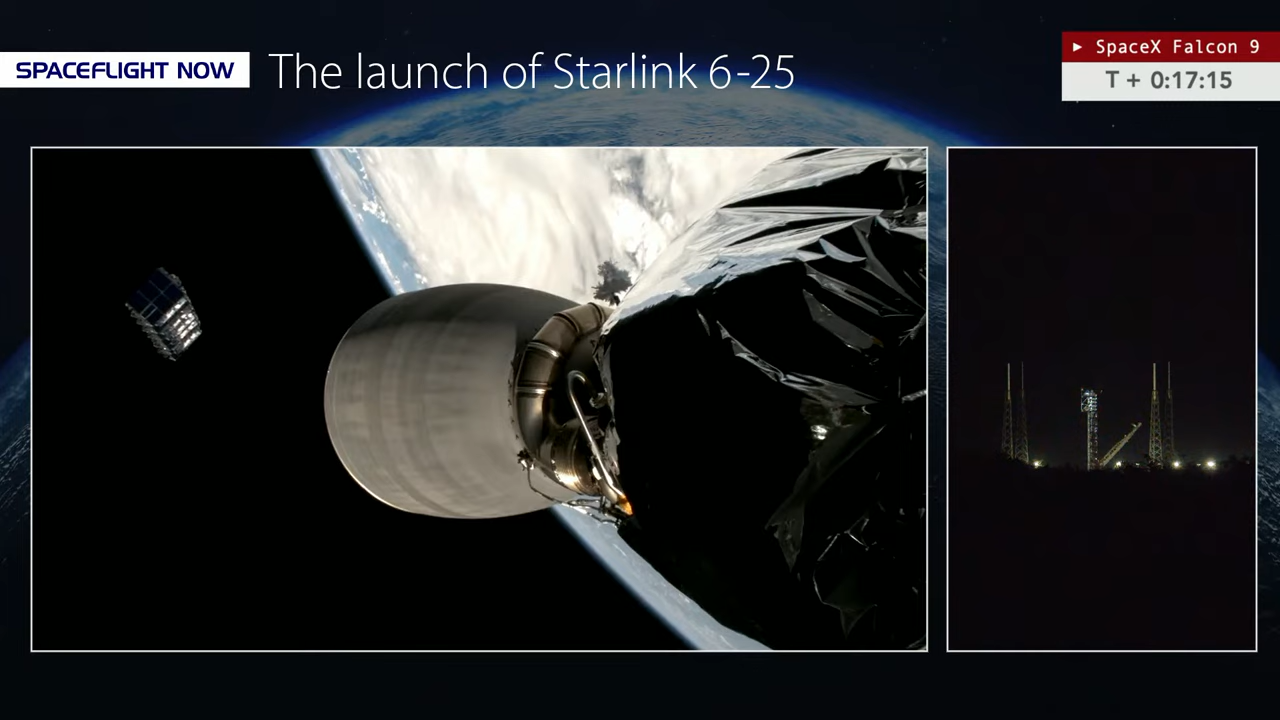 SPACEFLIGHT NOW
The launch of Starlink 6-25
SpaceX Falcon 9
T + 0:17:15